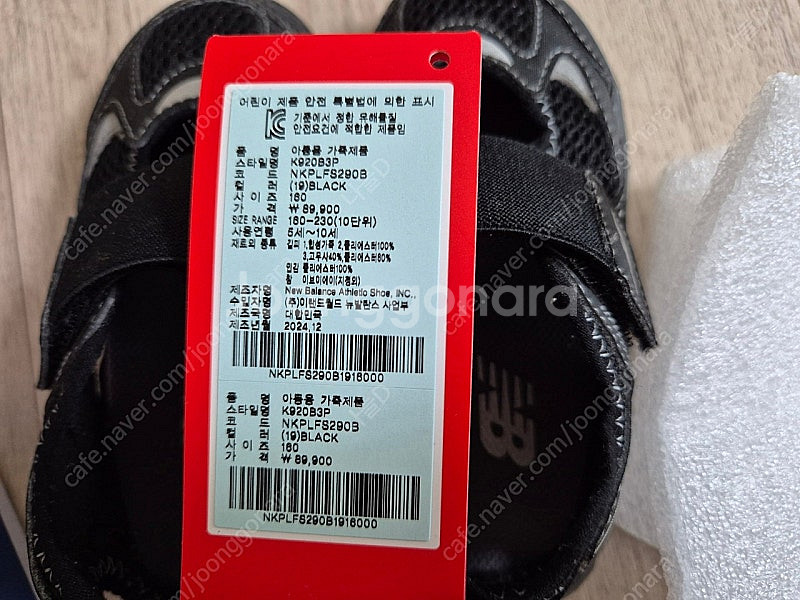 어린이 제품 안전 특별법에 의한 표시
KC 기준에서 정한 유해물질
안전요건에 적합한 제품임
품 명 아동용 가죽제품
스타일명 K920B3P
코 드 NKPLFS290B
컬 러 (19)BLACK
사 이 즈 160
가 격 ₩ 89,900
SIZE RANGE 160-230(10단위)
사용연령 5세~10세
재료의 종류 겉피 1.합성가죽 2.폴리에스터100%
3.고무사40%,폴리에스터60%
안감 폴리에스터100%
창 이브이에이(지정외)
제조자명 New Balance Athletic Shoe, INC.,
수입자명 (주)이랜드월드 뉴발란스 사업부
제조국명 대한민국
제조년월 2024.12
NKPLFS290B1916000
품 명 아동용 가죽제품
스타일명 K920B3P
코 드 NKPLFS290B
컬 러 (19)BLACK
사 이 즈 160
가 격 ₩ 89,900
NKPLFS290B1916000
NB
joonggonara
cafe.naver.com/joonggonara